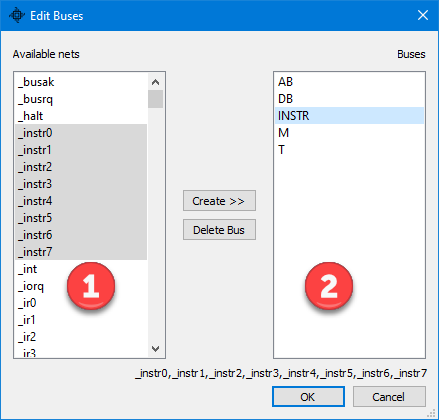 Edit Buses
Available nets
Buses
_busak
_busrq
_halt
_instr0
_instr1
_instr2
_instr3
_instr4
_instr5
_instr6
_instr7
_int
_iorq
_ir0
_ir1
_ir2
_ir3
1
Create >>
Delete Bus
AB
DB
INSTR
M
T
2
_instr0,_instr1,_instr2,_instr3,_instr4,_instr5,_instr6,_instr7
OK
Cancel